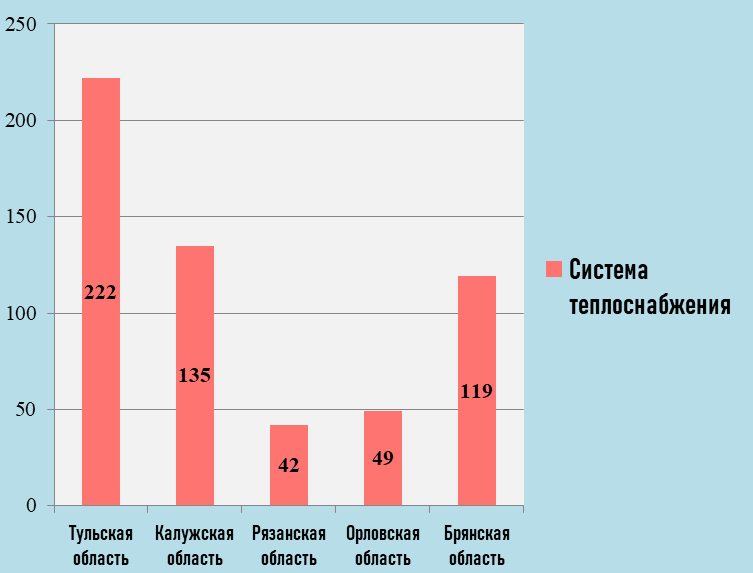 250
200
150
100
50
0
222
135
42
49
119
Тульская
область
Калужская
область
Рязанская
область
Орловская
область
Брянская
область
Система
теплоснабжения